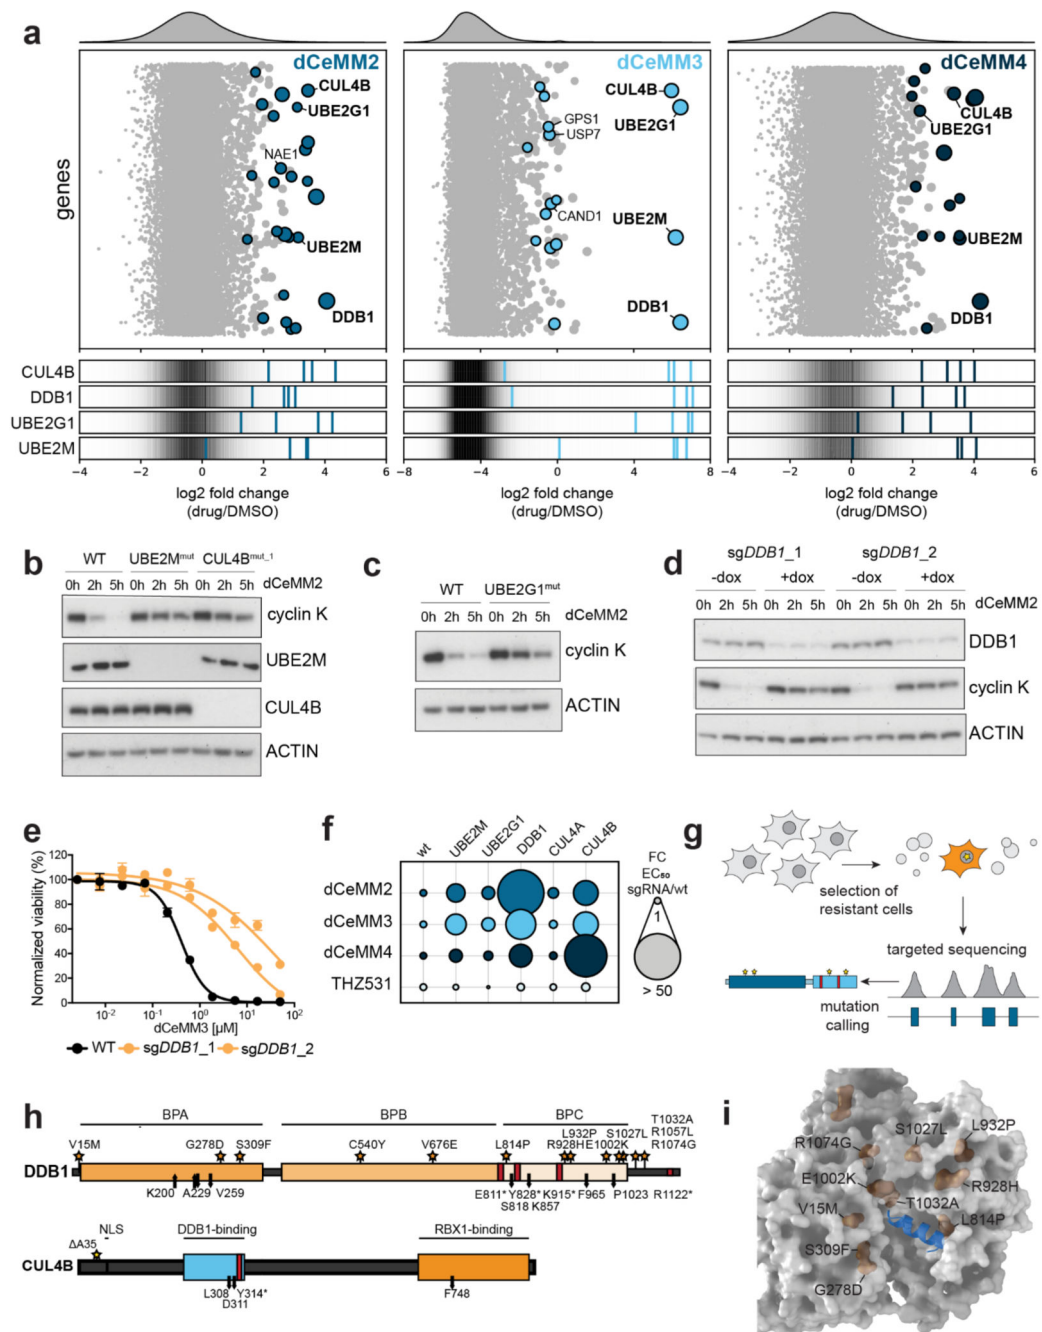 a
dCeMM2
CUL4B
UBE2G1
NAE1
UBE2M
DDB1
genes
dCeMM3
CUL4B
UBE2G1
GPS1
USP7
CAND1
UBE2M
DDB1
dCeMM4
CUL4B
UBE2G1
UBE2M
DDB1
CUL4B
DDB1
UBE2G1
UBE2M
−4 −2 0 2 4 6
−8 −4 0 4 8
−4 −2 0 2 4 6
log2 fold change
(drug/DMSO)
log2 fold change
(drug/DMSO)
log2 fold change
(drug/DMSO)
b
WT UBE2Mmut CUL4Bmut_1
0h 2h 5h 0h 2h 5h 0h 2h 5h dCeMM2
cyclin K
UBE2M
CUL4B
ACTIN
c
WT UBE2G1mut
0h 2h 5h 0h 2h 5h dCeMM2
cyclin K
ACTIN
d
sgDDB1_1 sgDDB1_2
-dox +dox -dox +dox
0h 2h 5h 0h 2h 5h 0h 2h 5h 0h 2h 5h dCeMM2
DDB1
cyclin K
ACTIN
e
Normalized viability (%)
120
100
80
60
40
20
0
10-2 10-1 100 101 102
dCeMM3 [µM]
WT sgDDB1_1 sgDDB1_2
f
wt UBE2M UBE2G1 DDB1 CUL4A CUL4B
dCeMM2
dCeMM3
dCeMM4
THZ531
FC
EC50
sgRNA/wt
1
> 50
g
selection of
resistant cells
targeted sequencing
mutation
calling
h
BPA BPB BPC
V15M G278D S309F C540Y V676E L814P L932P R928H E1002K S1027L T1032A
R1057L
R1074G
DDB1
K200 A229 V259 E811* Y828* K915* F965 P1023 R1122*
S818 K857
ΔA35 NLS DDB1-binding RBX1-binding
CUL4B
L308 Y314* F748
D311
i
R1074G
S1027L
L932P
E1002K
R928H
T1032A
V15M
L814P
S309F
G278D